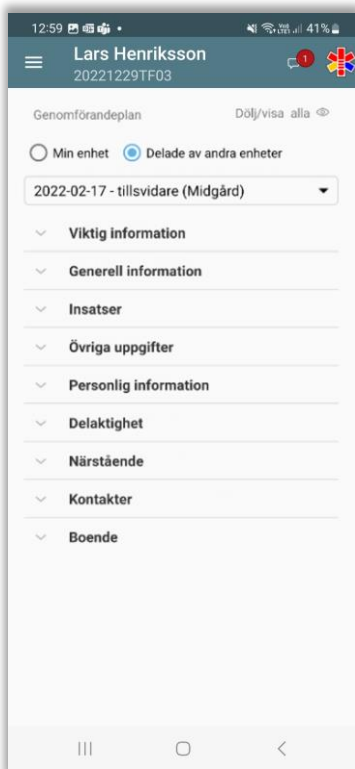 12:59 41%
Lars Henriksson
20221229TF03
1
Genomförandeplan Dölj/visa alla
Min enhet Delade av andra enheter
2022-02-17 - tillsvidare (Midgård)
Viktig information
Generell information
Insatser
Övriga uppgifter
Personlig information
Delaktighet
Närstående
Kontakter
Boende